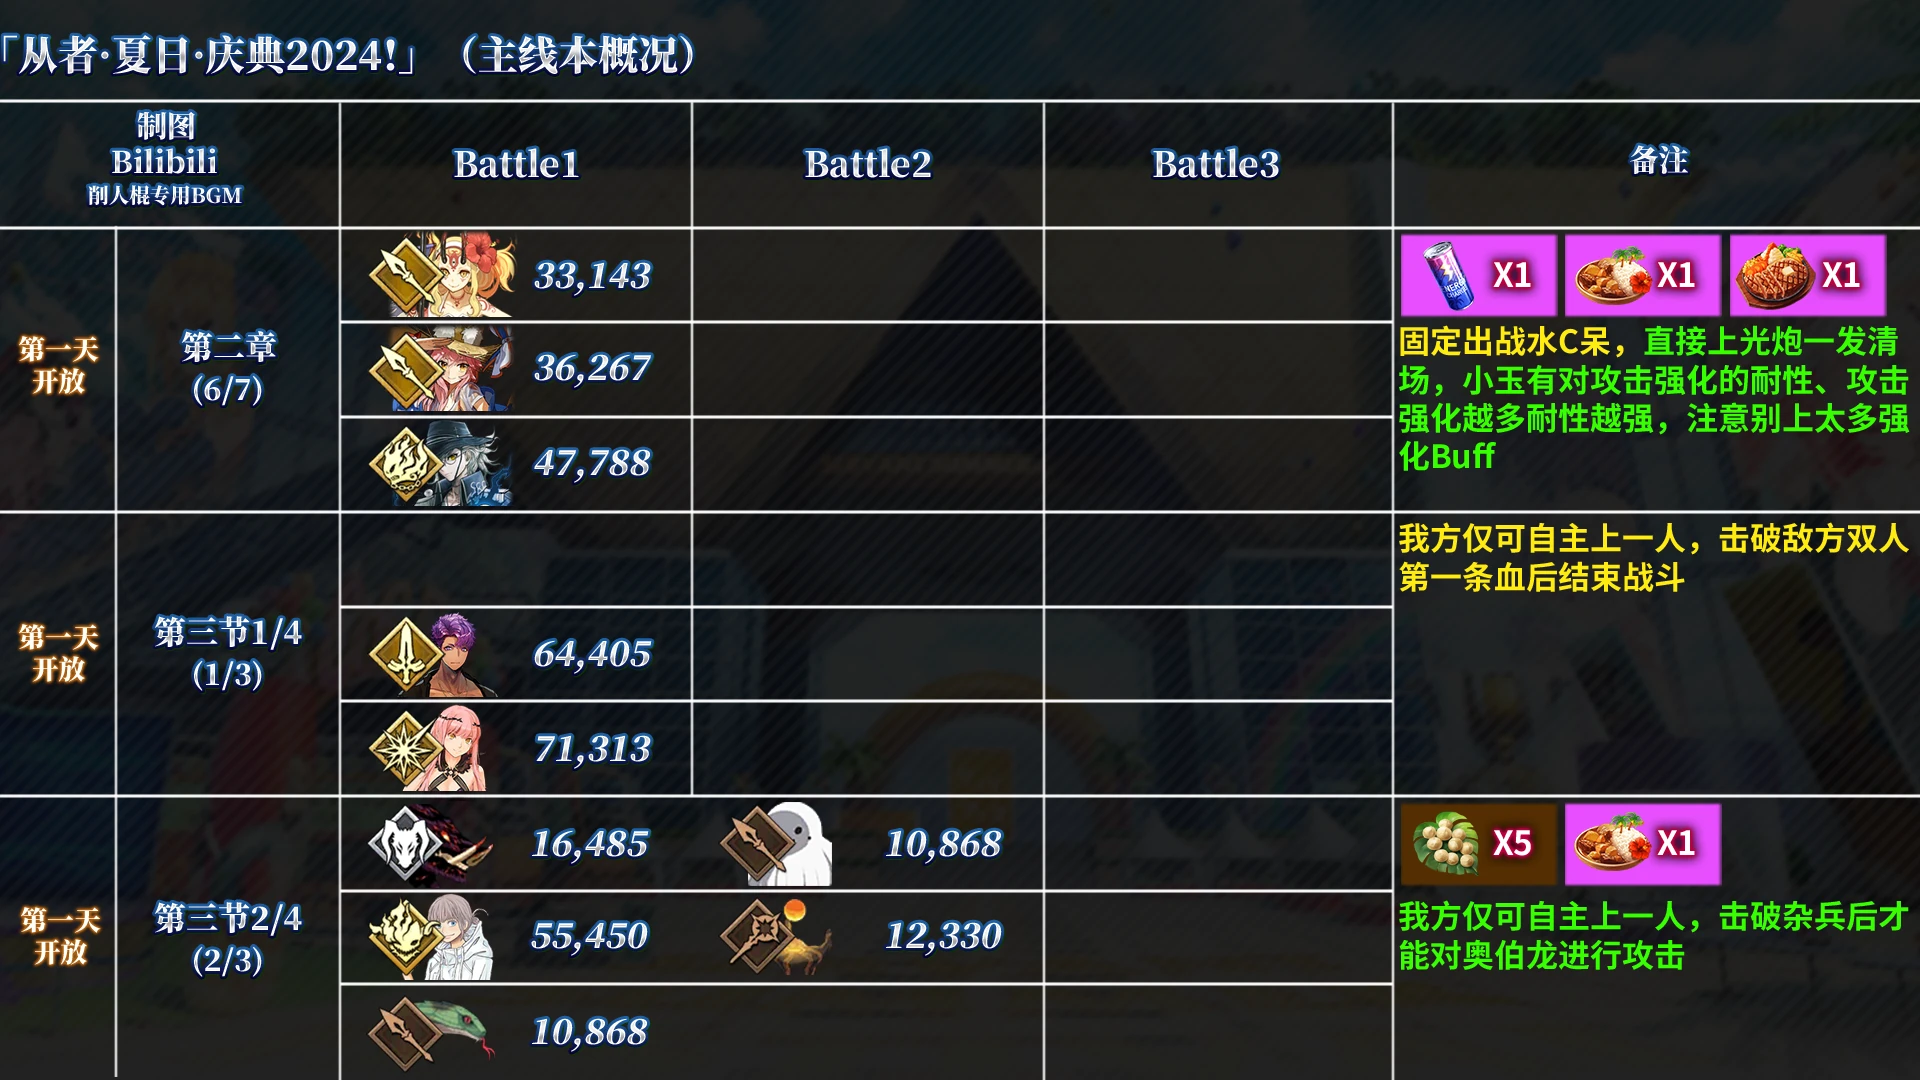 「从者·夏日·庆典2024!」（主线本概况）
制图
Bilibili
削人棍专用BGM
Battle1
Battle2
Battle3
备注
第一天
开放
第二章
(6/7)
33,143
36,267
47,788
X1
X1
X1
固定出战水C呆，直接上光炮一发清
场，小玉有对攻击强化的耐性、攻击
强化越多耐性越强，注意别上太多强
化Buff
第一天
开放
第三节1/4
(1/3)
64,405
71,313
我方仅可自主上一人，击破敌方双人
第一条血后结束战斗
第一天
开放
第三节2/4
(2/3)
16,485
10,868
55,450
12,330
10,868
X5
X1
我方仅可自主上一人，击破杂兵后才
能对奥伯龙进行攻击